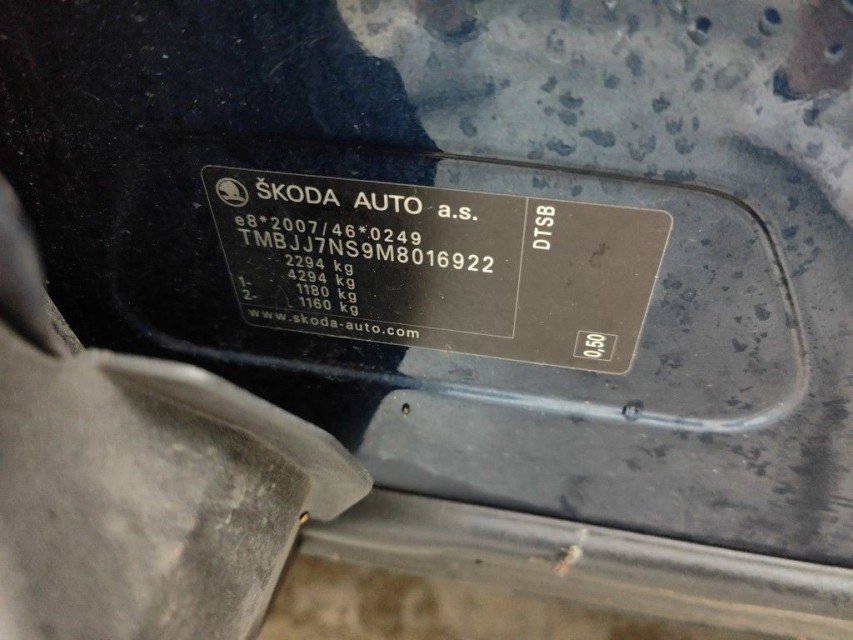 ŠKODA AUTO a.s.
e8*2007/46*0249
TMBJJ7NS9M8016922
2294 kg
4294 kg
1- 1180 kg
2- 1160 kg
www.skoda-auto.com
DTSB
0,50